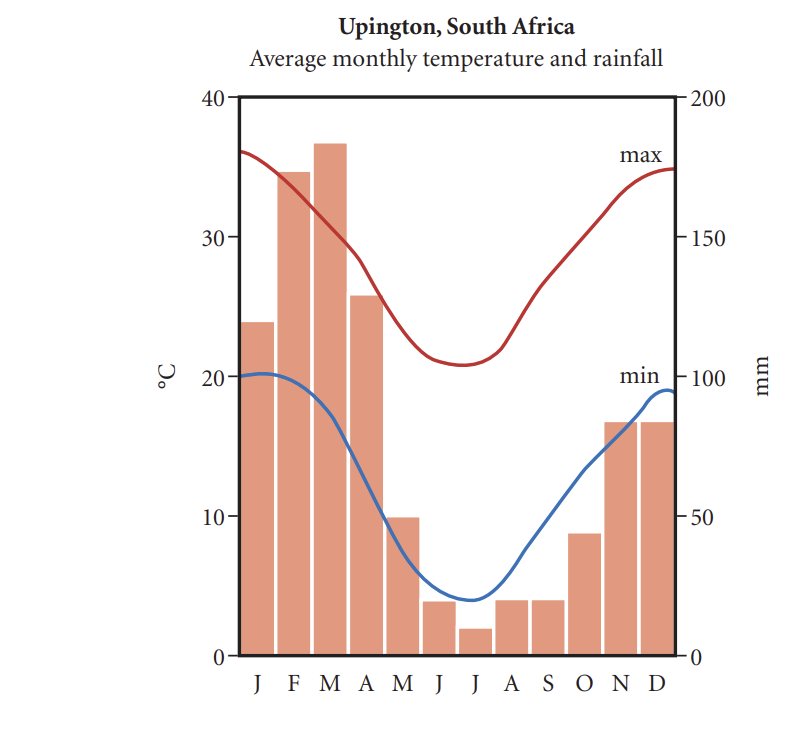 Upington, South Africa
Average monthly temperature and rainfall
40
200
max
30
150
°C
20
min
100
mm
10
50
0
0
J F M A M J J A S O N D